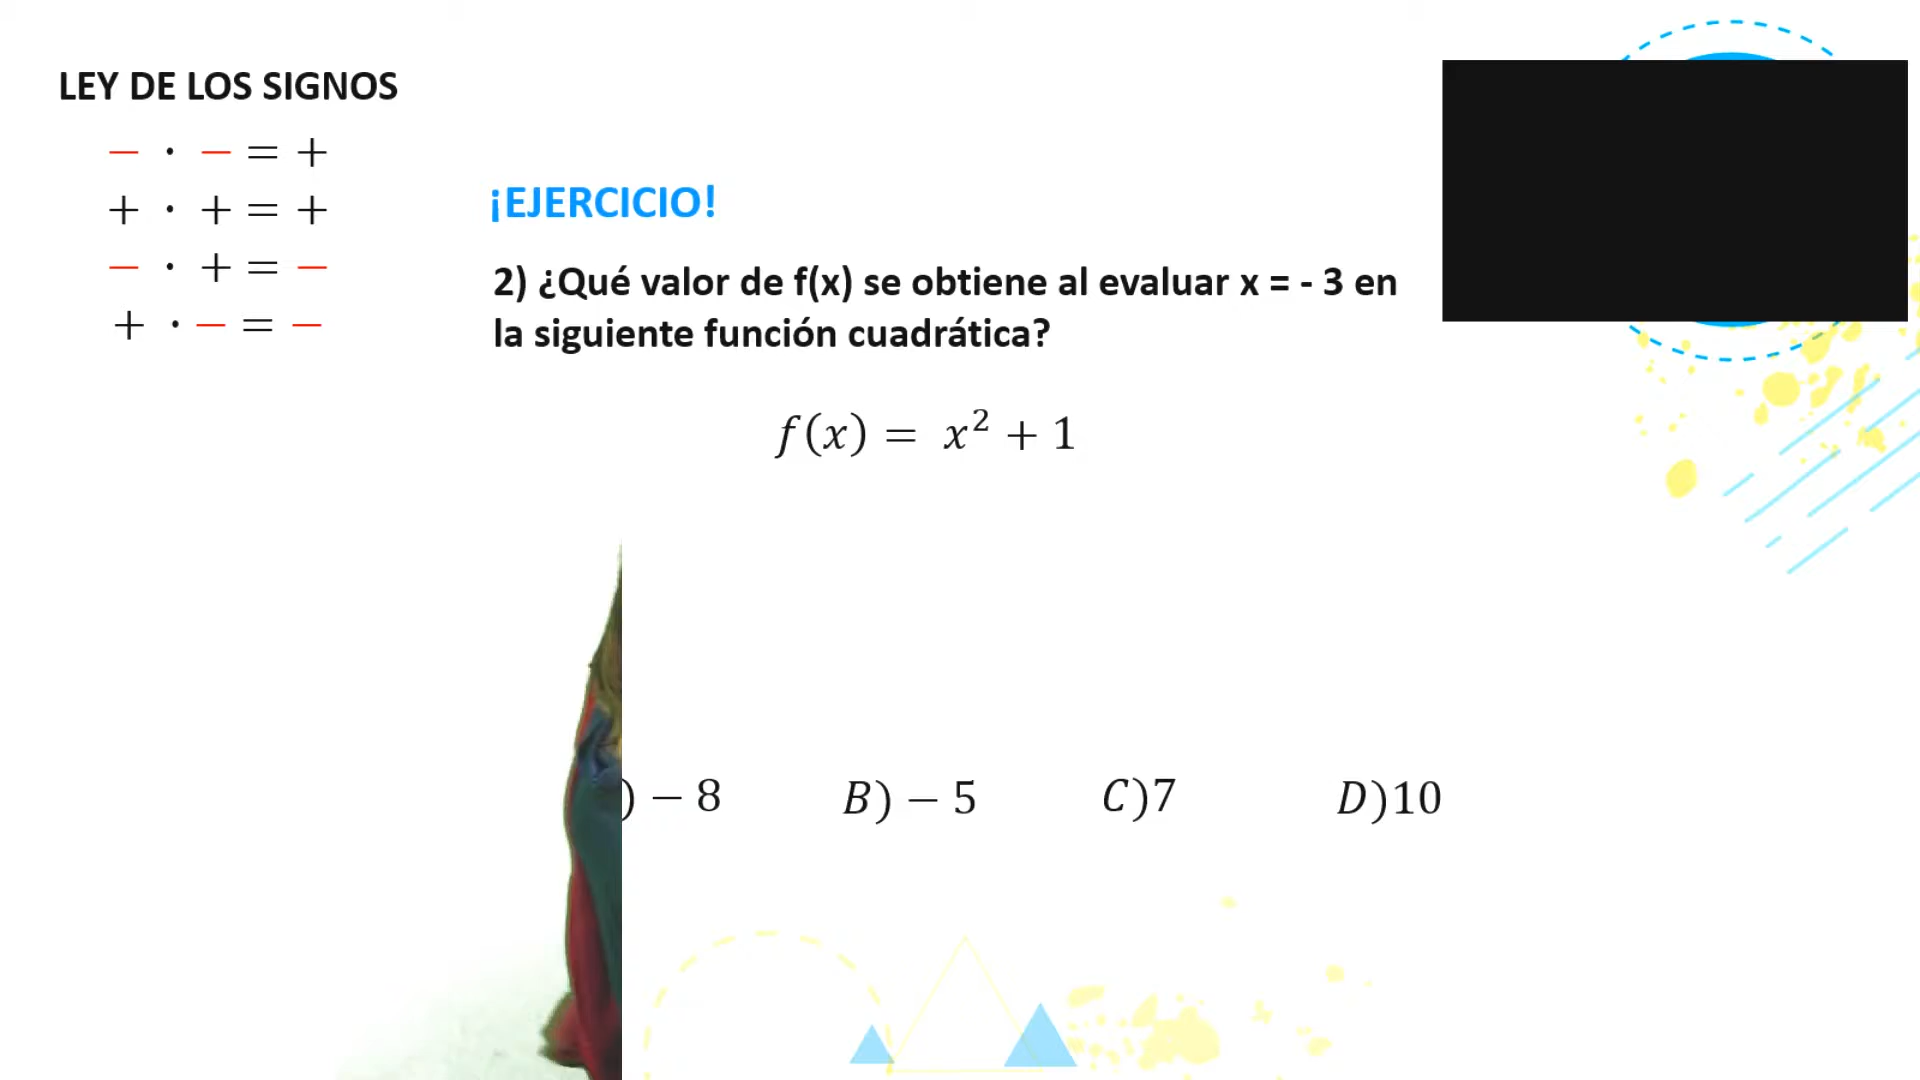 LEY DE LOS SIGNOS
− · − = +
+ · + = +
− · + = −
+ · − = −
¡EJERCICIO!
2) ¿Qué valor de f(x) se obtiene al evaluar x = - 3 en
la siguiente función cuadrática?
f(x) = x² + 1
) − 8 B) − 5 C)7 D)10